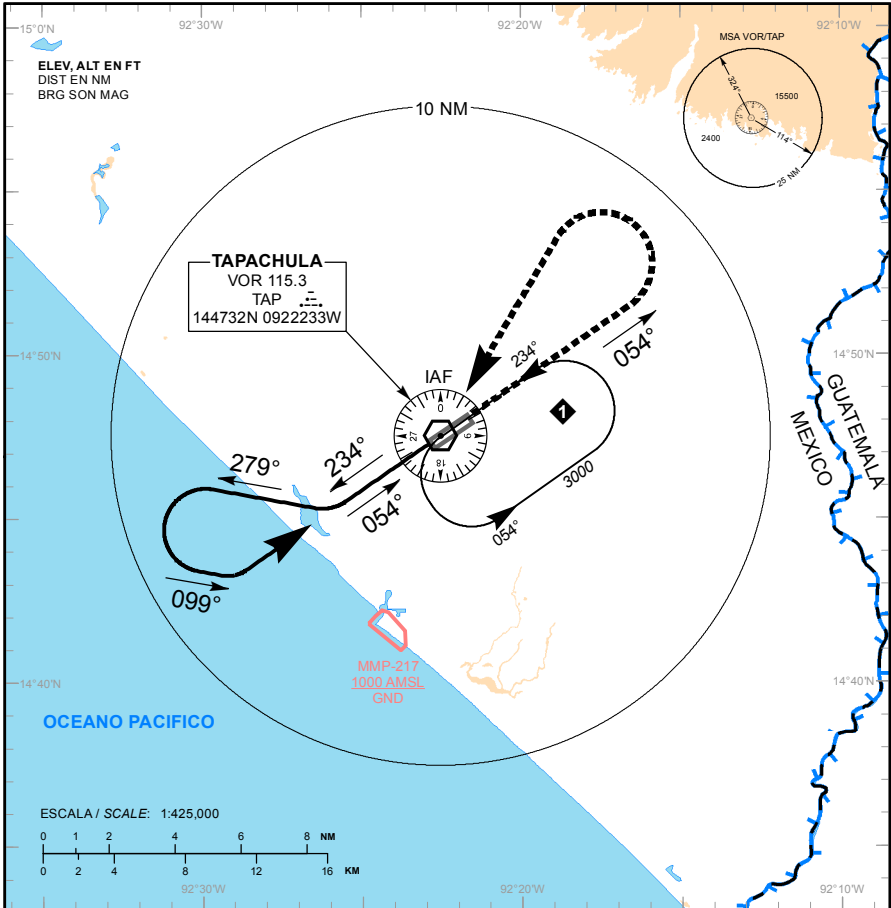 15°0'N
92°30'W
92°20'W
92°10'W
ELEV, ALT EN FT
DIST EN NM
BRG SON MAG
MSA VOR/TAP
324°
15500
2400
114°
25 NM
10 NM
TAPACHULA
VOR 115.3
TAP
144732N 0922233W
14°50'N
14°50'N
IAF
0
9
18
27
234°
054°
1
3000
054°
234°
054°
279°
099°
GUATEMALA
MEXICO
MMP-217
1000 AMSL
GND
14°40'N
14°40'N
OCEANO PACIFICO
ESCALA / SCALE: 1:425,000
0 1 2 4 6 8 NM
0 2 4 8 12 16 KM
92°30'W
92°20'W
92°10'W